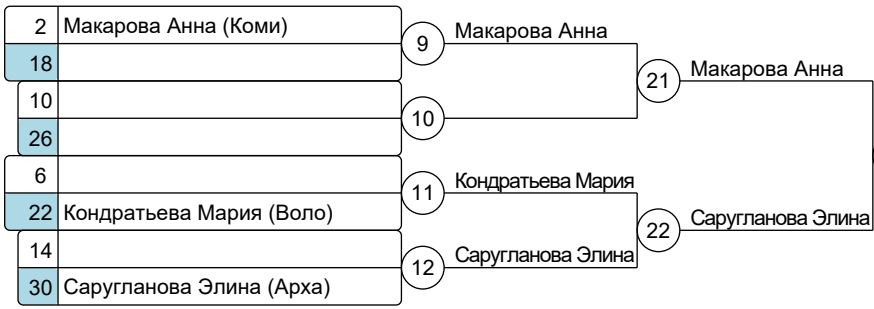 2 Макарова Анна (Коми)
18
10
26
6
22 Кондратьева Мария (Воло)
14
30 Саругланова Элина (Арха)
9 Макарова Анна
10
11 Кондратьева Мария
12 Саругланова Элина
21 Макарова Анна
22 Саругланова Элина